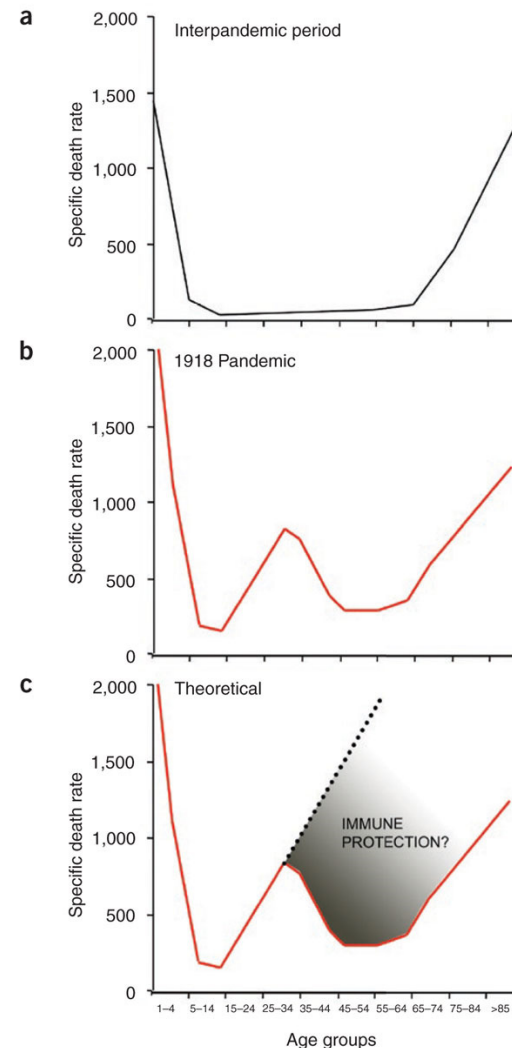 a
Interpandemic period
2,000
1,500
1,000
500
0
Specific death rate
b
1918 Pandemic
2,000
1,500
1,000
500
0
Specific death rate
c
Theoretical
2,000
1,500
1,000
500
0
Specific death rate
IMMUNE
PROTECTION?
1–4 5–14 15–24 25–34 35–44 45–54 55–64 65–74 75–84 >85
Age groups